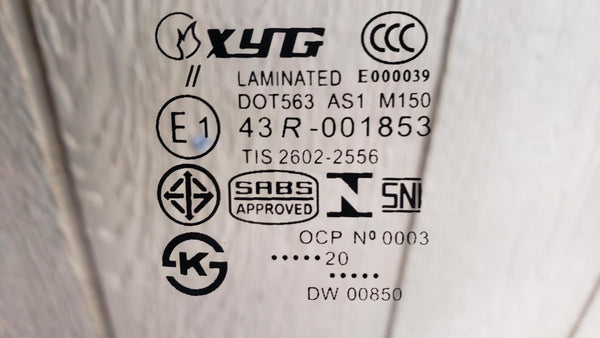 XYG CCC
// LAMINATED E000039
DOT563 AS1 M150
E1 43R-001853
TIS 2602-2556
SABS APPROVED SNI
OCP Nº 0003
K
•••••20
•••••
DW 00850